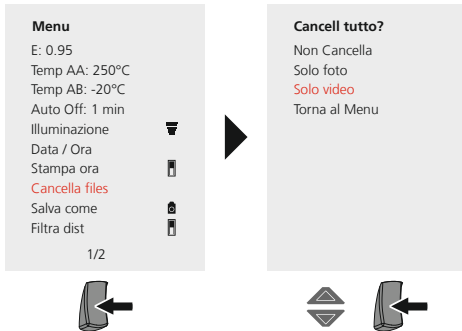 Menu
E: 0.95
Temp AA: 250°C
Temp AB: -20°C
Auto Off: 1 min
Illuminazione
Data / Ora
Stampa ora
Cancella files
Salva come
Filtra dist
1/2
Cancell tutto?
Non Cancella
Solo foto
Solo video
Torna al Menu